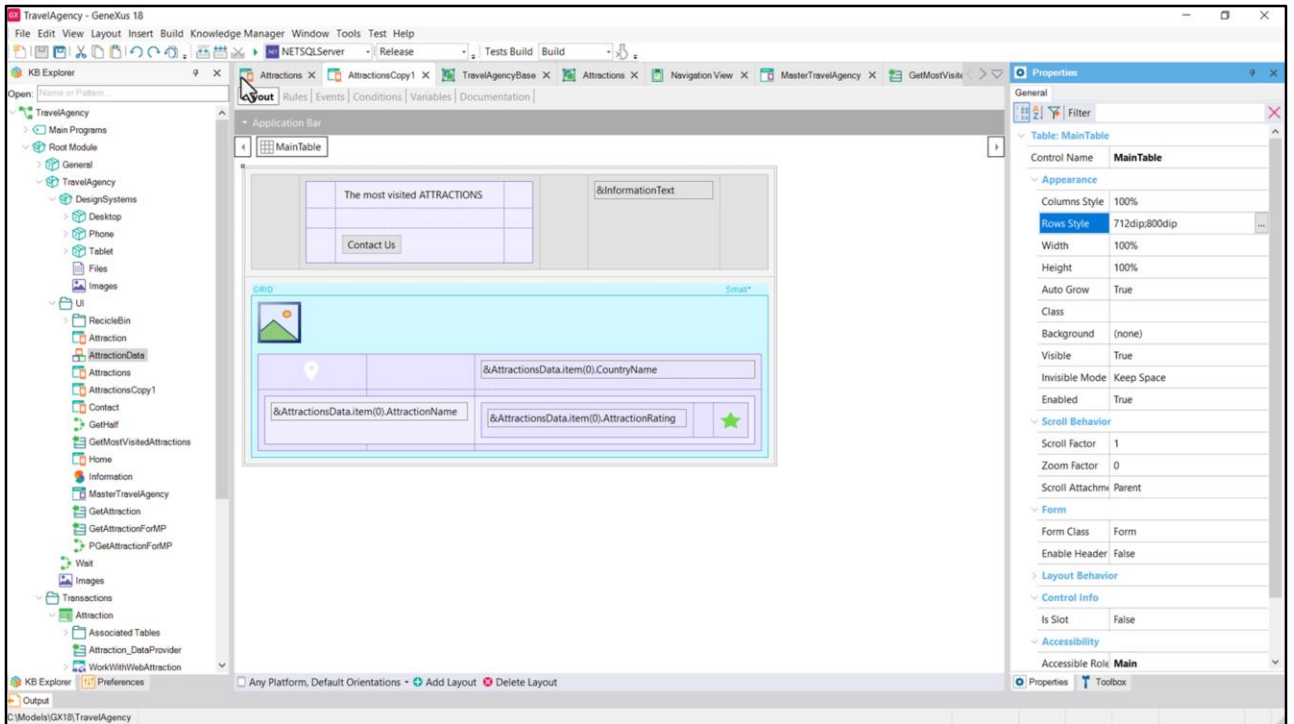 TravelAgency - GeneXus 18
File Edit View Layout Insert Build Knowledge Manager Window Tools Test Help
NETSQLServer Release Tests Build Build
KB Explorer
Open: Name or Pattern...
TravelAgency
Main Programs
Root Module
General
TravelAgency
DesignSystems
Desktop
Phone
Tablet
Files
Images
UI
RecicleBin
Attraction
AttractionData
Attractions
AttractionsCopy1
Contact
GetHalf
GetMostVisitedAttractions
Home
Information
MasterTravelAgency
GetAttraction
GetAttractionForMP
PGetAttractionForMP
Wait
Images
Transactions
Attraction
Associated Tables
Attraction_DataProvider
WorkWithWebAttraction
KB Explorer Preferences
Output
C:\Models\GX18\TravelAgency
Attractions X AttractionsCopy1 X TravelAgencyBase X Attractions X Navigation View X MasterTravelAgency X
Rules Events Conditions Variables Documentation
Application Bar
MainTable
The most visited ATTRACTIONS
&InformationText
Contact Us
GRID Small*
&AttractionsData.item(0).CountryName
&AttractionsData.item(0).AttractionName
&AttractionsData.item(0).AttractionRating
Any Platform, Default Orientations Add Layout Delete Layout
Properties
General
Filter
Table: MainTable
Control Name MainTable
Appearance
Columns Style 100%
Rows Style 712dip;800dip
Width 100%
Height 100%
Auto Grow True
Class
Background (none)
Visible True
Invisible Mode Keep Space
Enabled True
Scroll Behavior
Scroll Factor 1
Zoom Factor 0
Scroll Attachm Parent
Form
Form Class Form
Enable Header False
Layout Behavior
Control Info
Is Slot False
Accessibility
Accessible Role Main
Properties Toolbox